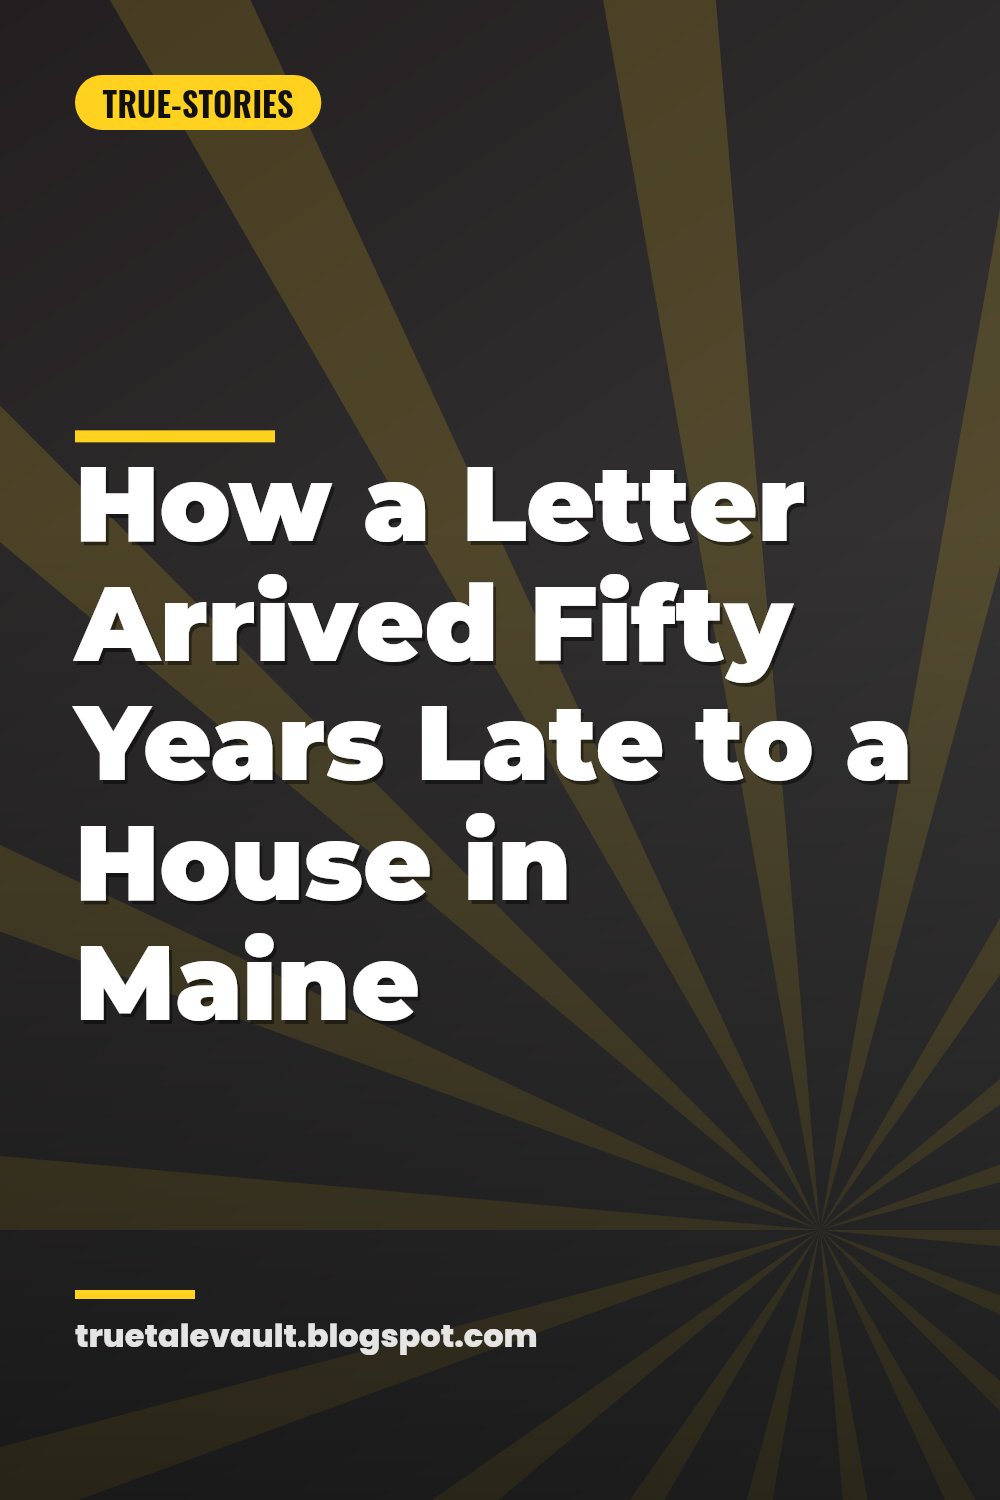 TRUE-STORIES
How a Letter
Arrived Fifty
Years Late to a
House in
Maine
truetalevault.blogspot.com